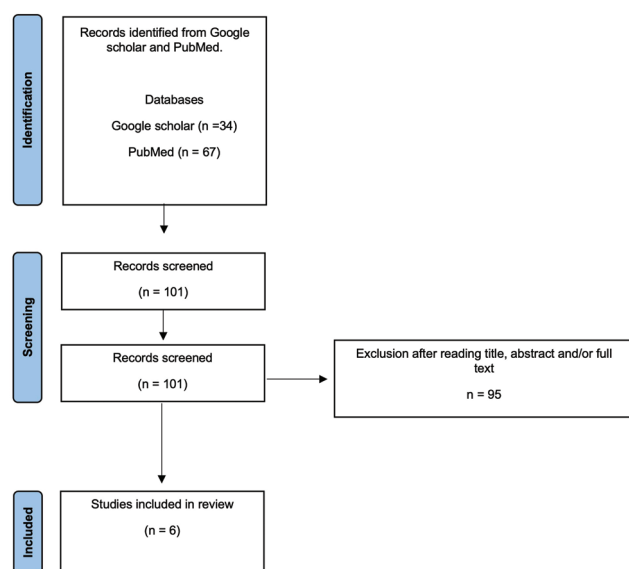 Identification
Records identified from Google
scholar and PubMed.
Databases
Google scholar (n =34)
PubMed (n = 67)
Screening
Records screened
(n = 101)
Records screened
(n = 101)
Exclusion after reading title, abstract and/or full
text
n = 95
Included
Studies included in review
(n = 6)